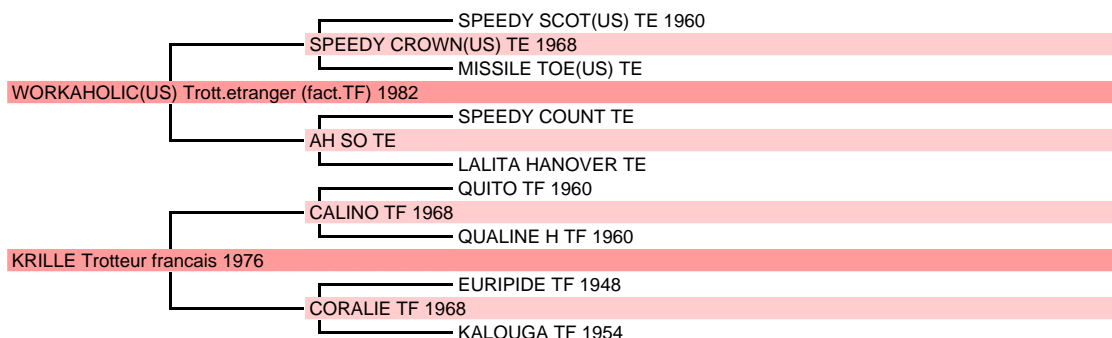 SPEEDY SCOT(US) TE 1960
SPEEDY CROWN(US) TE 1968
MISSILE TOE(US) TE
WORKAHOLIC(US) Trott.etranger (fact.TF) 1982
SPEEDY COUNT TE
AH SO TE
LALITA HANOVER TE
QUITO TF 1960
CALINO TF 1968
QUALINE H TF 1960
KRILLE Trotteur francais 1976
EURIPIDE TF 1948
CORALIE TF 1968
KALOUGA TF 1954